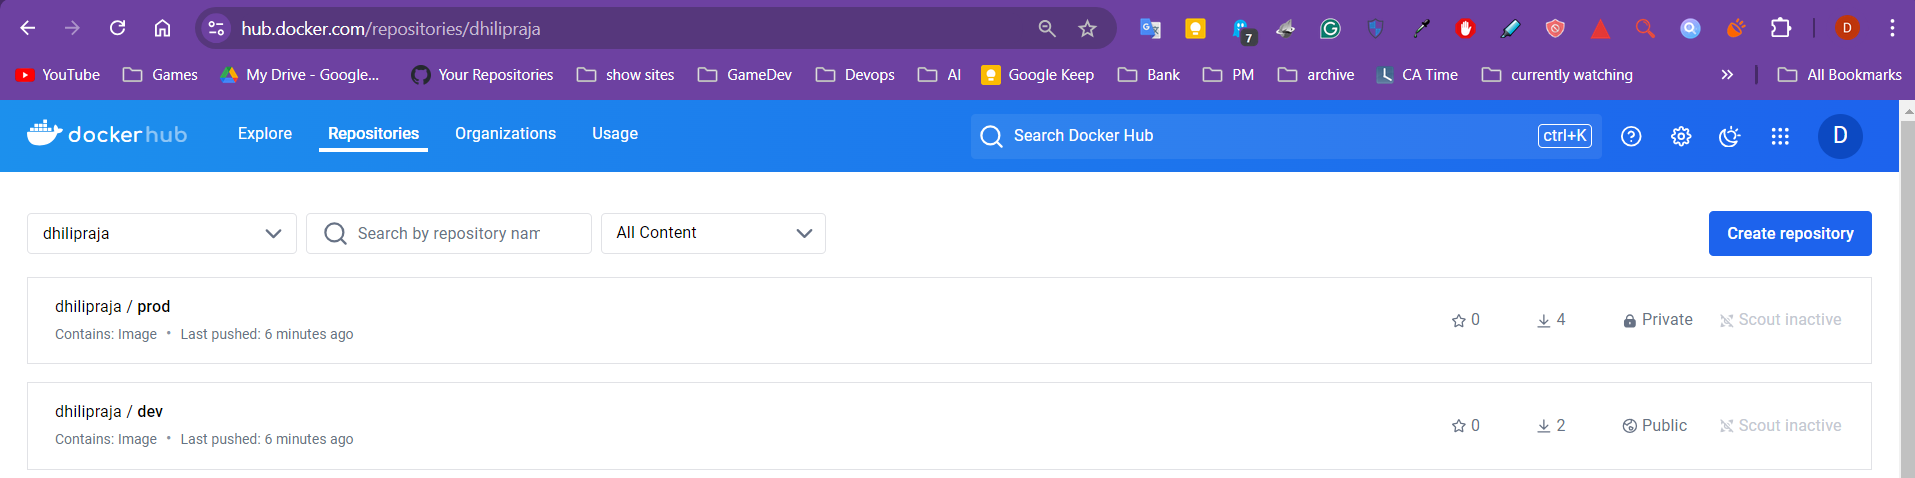 hub.docker.com/repositories/dhilipraja
7
D
YouTube Games My Drive - Google... Your Repositories show sites GameDev Devops AI Google Keep Bank PM archive CA Time currently watching » All Bookmarks
dockerhub Explore Repositories Organizations Usage Search Docker Hub ctrl+K D
dhilipraja Search by repository nam All Content Create repository
dhilipraja / prod
Contains: Image • Last pushed: 6 minutes ago
0 4 Private Scout inactive
dhilipraja / dev
Contains: Image • Last pushed: 6 minutes ago
0 2 Public Scout inactive